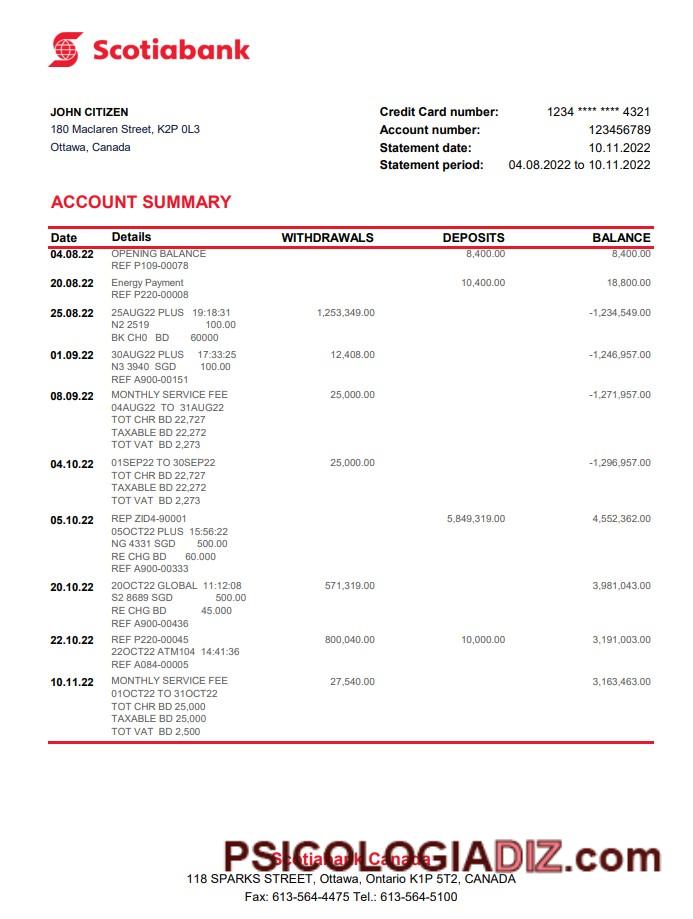 Scotiabank
JOHN CITIZEN
180 Maclaren Street, K2P 0L3
Ottawa, Canada
Credit Card number: 1234 **** **** 4321
Account number: 123456789
Statement date: 10.11.2022
Statement period: 04.08.2022 to 10.11.2022
ACCOUNT SUMMARY
Date Details WITHDRAWALS DEPOSITS BALANCE
04.08.22 OPENING BALANCE 8,400.00 8,400.00
REF P109-00078
20.08.22 Energy Payment 10,400.00 18,800.00
REF P220-00008
25.08.22 25AUG22 PLUS 19:18:31 1,253,349.00 -1,234,549.00
N2 2519 100.00
BK CH0 BD 60000
01.09.22 30AUG22 PLUS 17:33:25 12,408.00 -1,246,957.00
N3 3940 SGD 100.00
REF A900-00151
08.09.22 MONTHLY SERVICE FEE 25,000.00 -1,271,957.00
04AUG22 TO 31AUG22
TOT CHR BD 22,727
TAXABLE BD 22,272
TOT VAT BD 2,273
04.10.22 01SEP22 TO 30SEP22 25,000.00 -1,296,957.00
TOT CHR BD 22,727
TAXABLE BD 22,272
TOT VAT BD 2,273
05.10.22 REP ZID4-90001 5,849,319.00 4,552,362.00
05OCT22 PLUS 15:56:22
NG 4331 SGD 500.00
RE CHG BD 60.000
REF A900-00333
20.10.22 20OCT22 GLOBAL 11:12:08 571,319.00 3,981,043.00
S2 8689 SGD 500.00
RE CHG BD 45.000
REF A900-00436
22.10.22 REF P220-00045 800,040.00 10,000.00 3,191,003.00
22OCT22 ATM104 14:41:36
REF A084-00005
10.11.22 MONTHLY SERVICE FEE 27,540.00 3,163,463.00
01OCT22 TO 31OCT22
TOT CHR BD 25,000
TAXABLE BD 25,000
TOT VAT BD 2,500
PSICOLOGIADIZ.com
Scotiabank Canada
118 SPARKS STREET, Ottawa, Ontario K1P 5T2, CANADA
Fax: 613-564-4475 Tel.: 613-564-5100